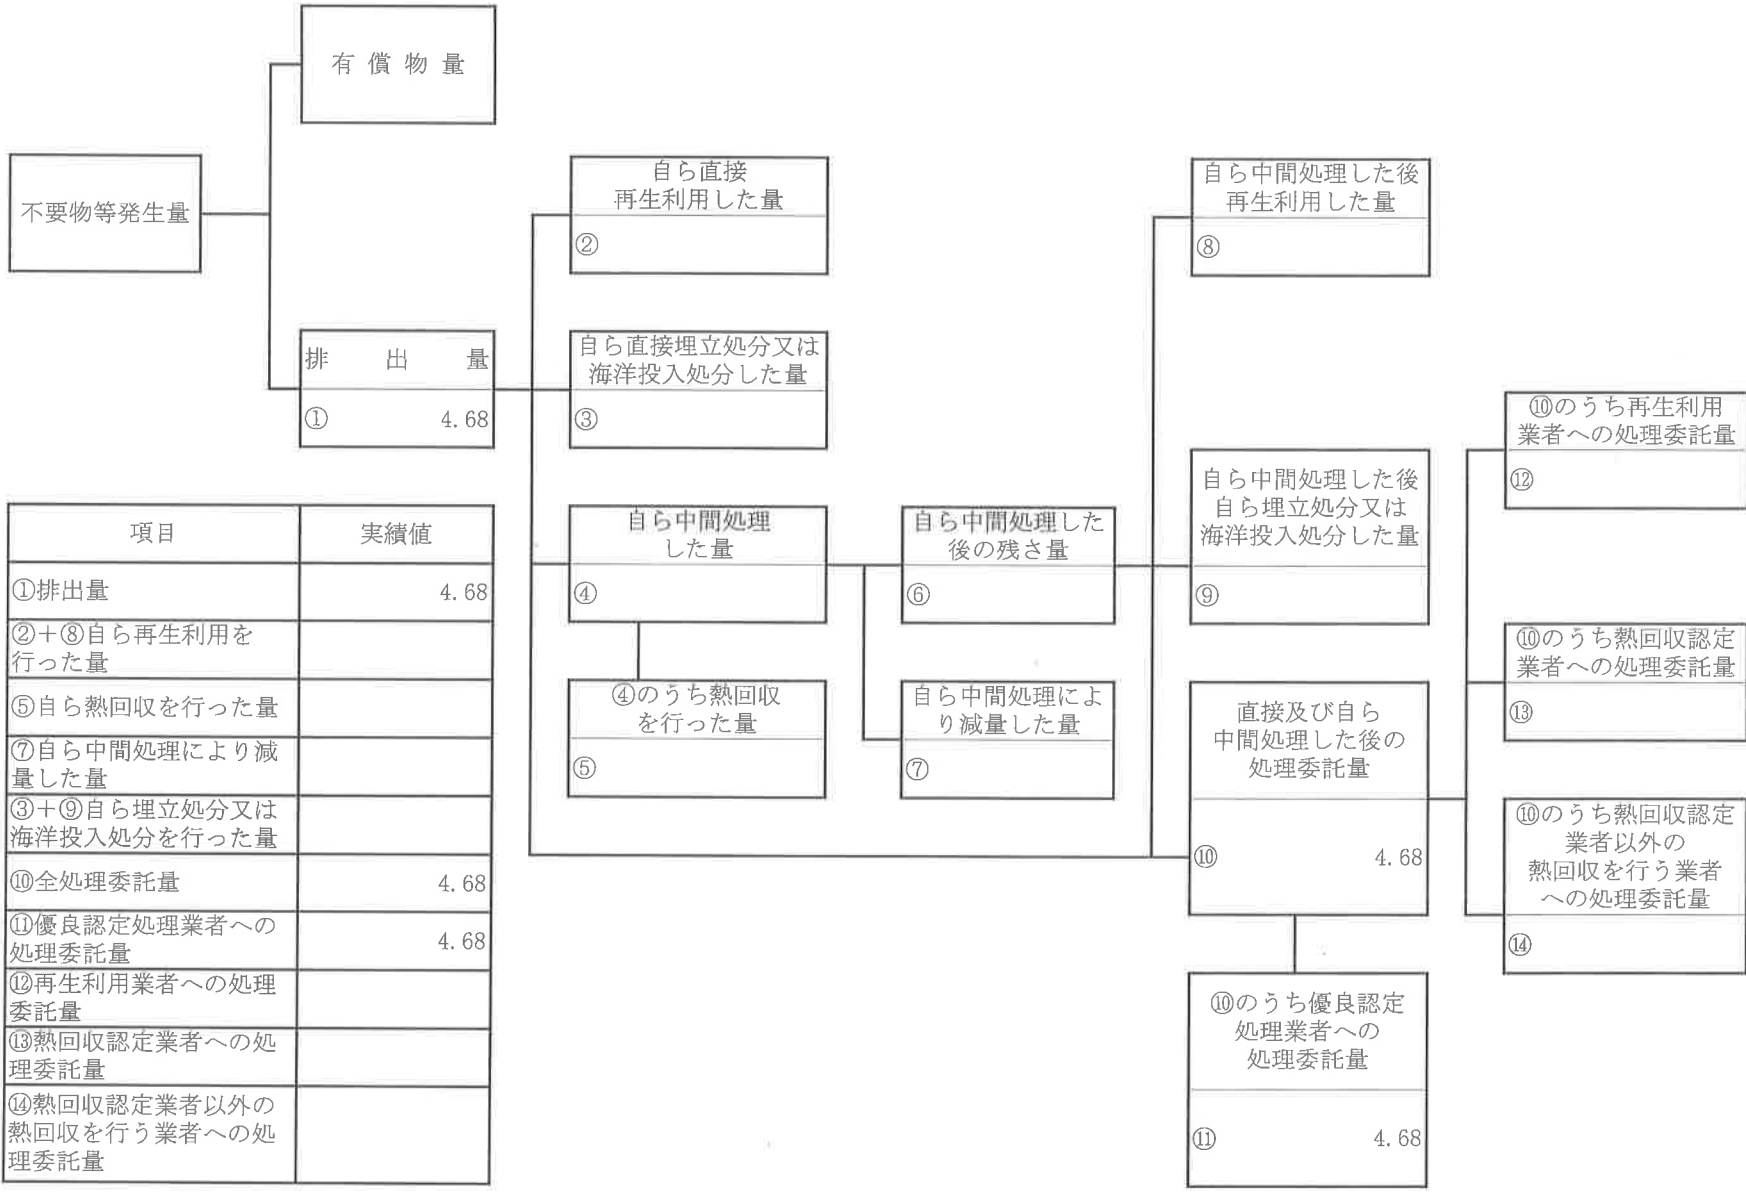 有償物量
不要物等発生量
排出量
① 4.68
自ら直接
再生利用した量
②
自ら直接埋立処分又は
海洋投入処分した量
③
自ら中間処理
した量
④
④のうち熱回収
を行った量
⑤
自ら中間処理した
後の残さ量
⑥
自ら中間処理によ
り減量した量
⑦
自ら中間処理した後
再生利用した量
⑧
自ら中間処理した後
自ら埋立処分又は
海洋投入処分した量
⑨
直接及び自ら
中間処理した後の
処理委託量
⑩ 4.68
⑩のうち優良認定
処理業者への
処理委託量
⑪ 4.68
⑩のうち再生利用
業者への処理委託量
⑫
⑩のうち熱回収認定
業者への処理委託量
⑬
⑩のうち熱回収認定
業者以外の
熱回収を行う業者
への処理委託量
⑭
項目 実績値
①排出量 4.68
②+⑧自ら再生利用を
行った量
⑤自ら熱回収を行った量
⑦自ら中間処理により減
量した量
③+⑨自ら埋立処分又は
海洋投入処分を行った量
⑩全処理委託量 4.68
⑪優良認定処理業者への
処理委託量 4.68
⑫再生利用業者への処理
委託量
⑬熱回収認定業者への処
理委託量
⑭熱回収認定業者以外の
熱回収を行う業者への処
理委託量